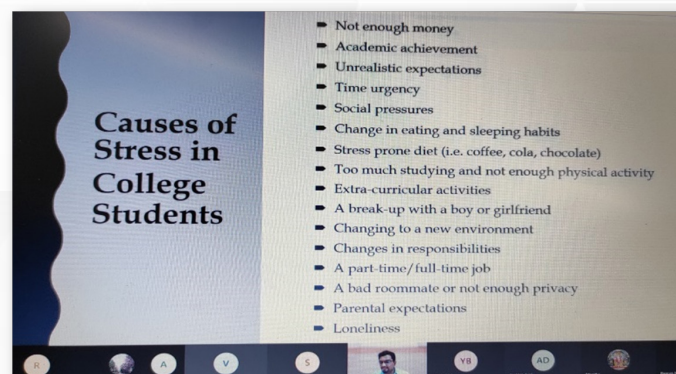 Causes of
Stress in
College
Students
Not enough money
Academic achievement
Unrealistic expectations
Time urgency
Social pressures
Change in eating and sleeping habits
Stress prone diet (i.e. coffee, cola, chocolate)
Too much studying and not enough physical activity
Extra-curricular activities
A break-up with a boy or girlfriend
Changing to a new environment
Changes in responsibilities
A part-time/full-time job
A bad roommate or not enough privacy
Parental expectations
Loneliness
R A V S YB AD